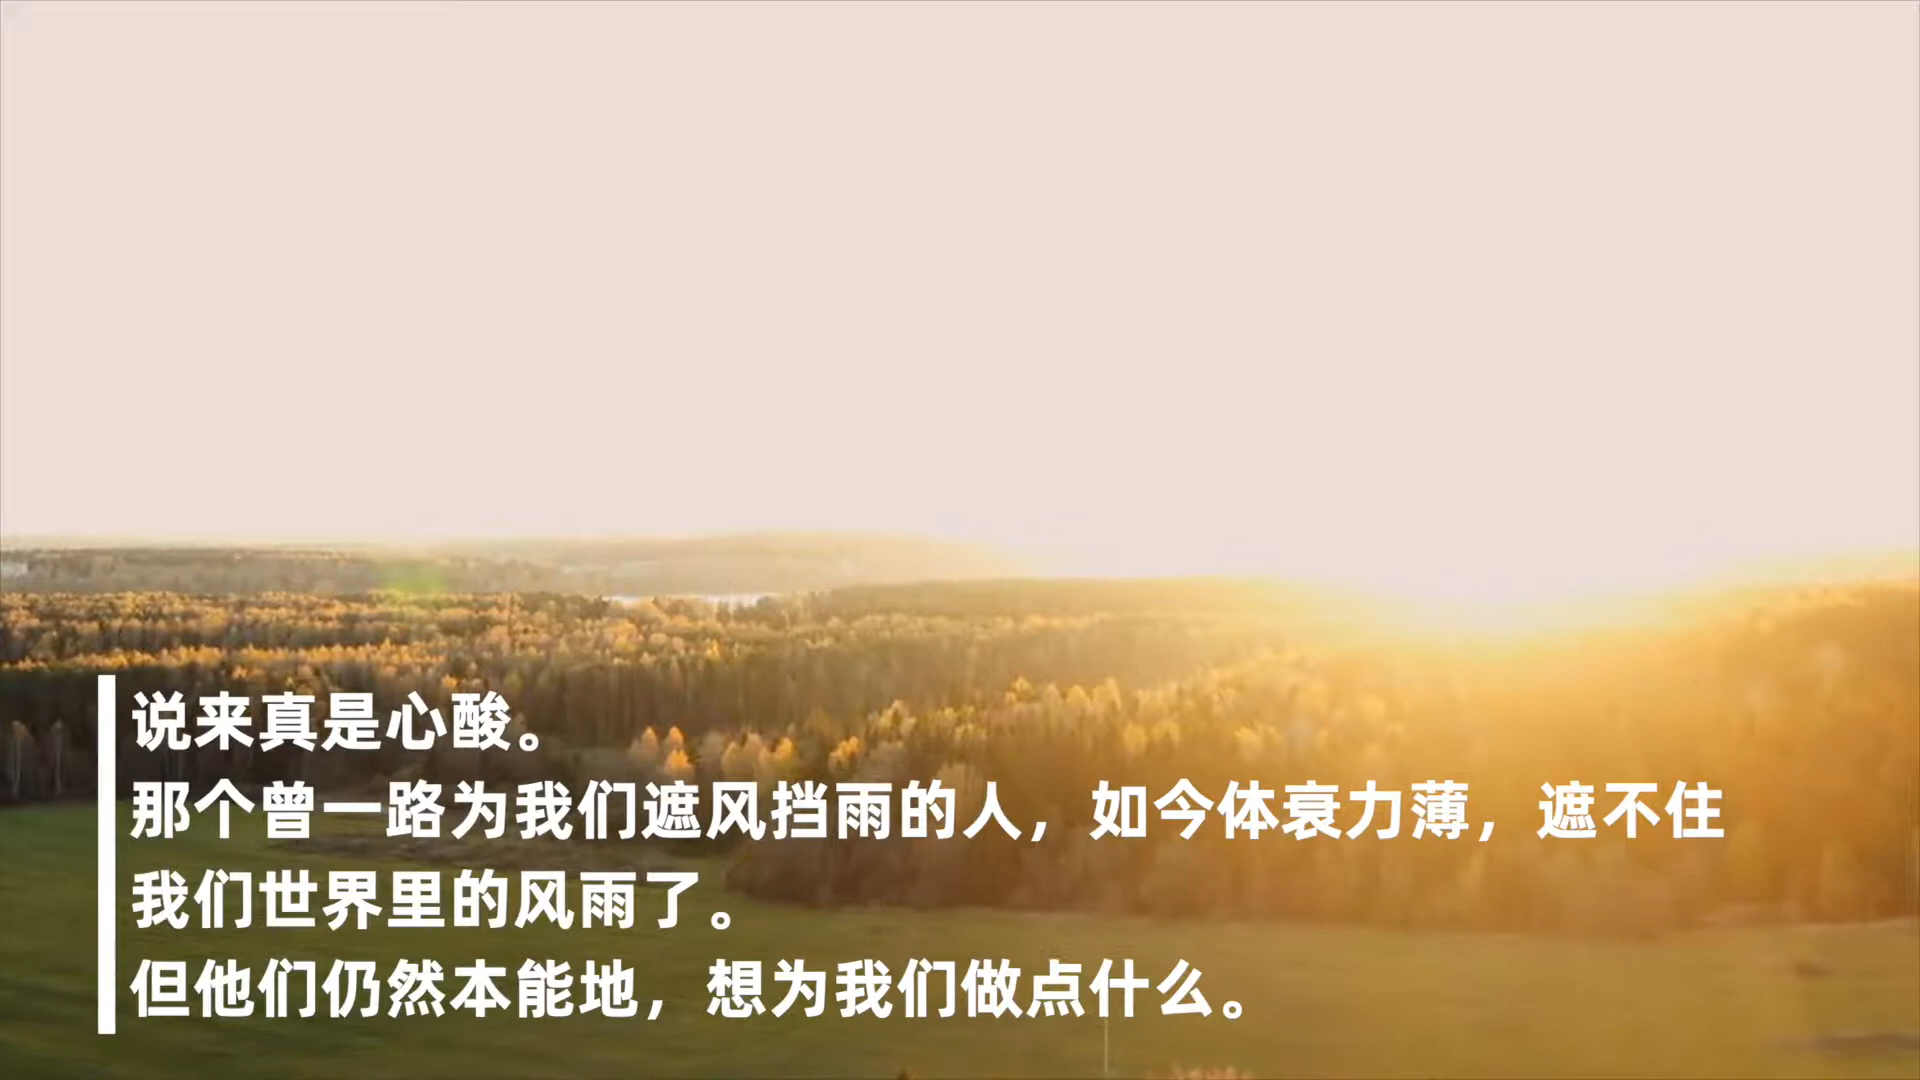 说来真是心酸。
那个曾一路为我们遮风挡雨的人，如今体衰力薄，遮不住
我们世界里的风雨了。
但他们仍然本能地，想为我们做点什么。